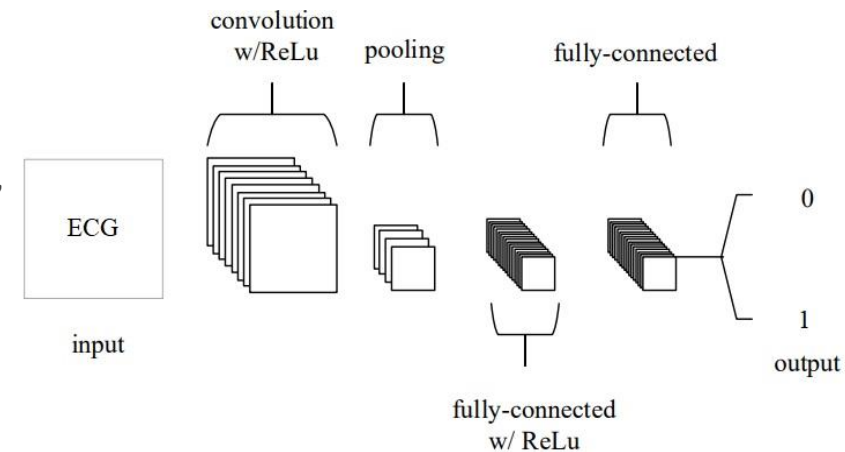 convolution
w/ReLu
pooling
fully-connected
ECG
0
1
input
output
fully-connected
w/ ReLu